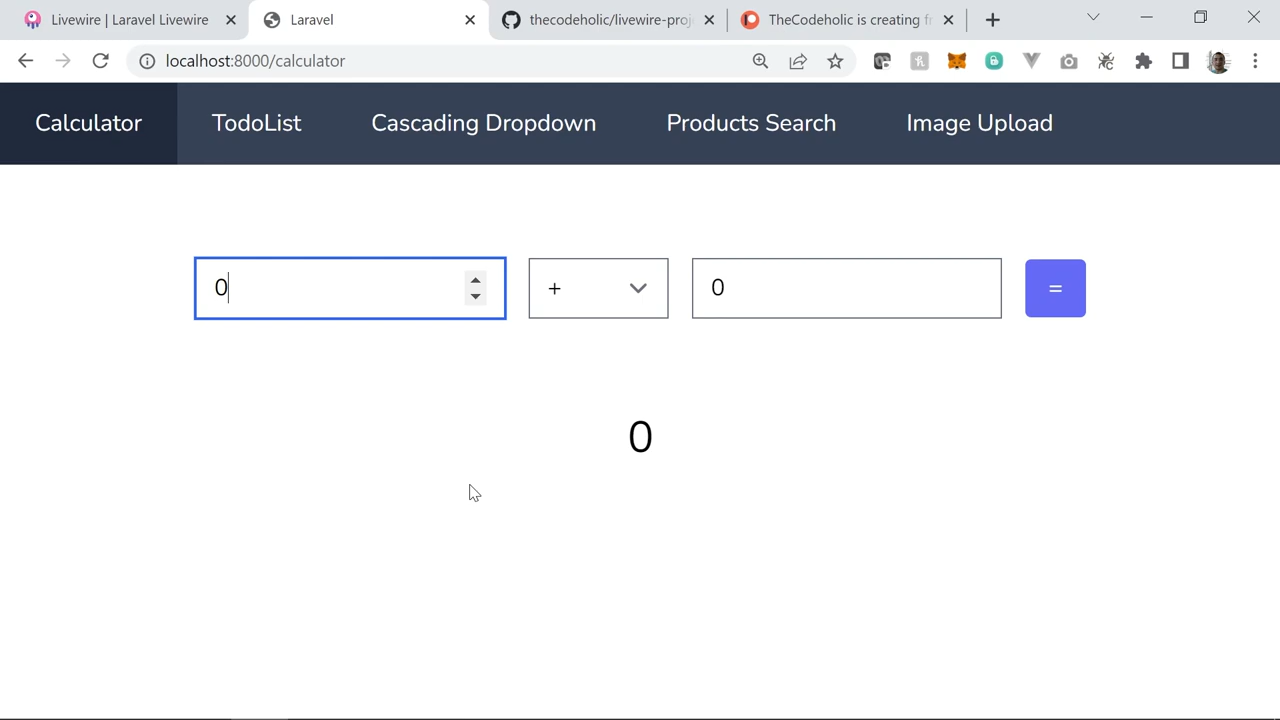 Livewire | Laravel Livewire
Laravel
thecodeholic/livewire-proj
TheCodeholic is creating fr
localhost:8000/calculator
Calculator
TodoList
Cascading Dropdown
Products Search
Image Upload
0
+
0
=
0